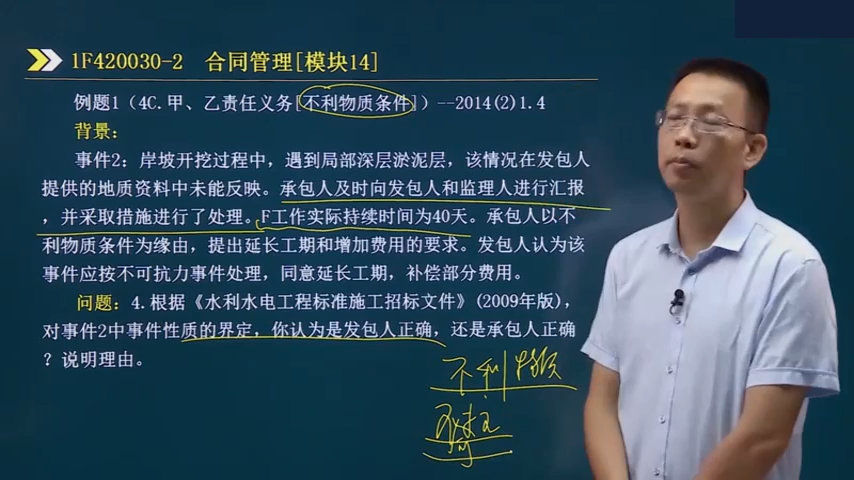 1F420030-2 合同管理[模块14]
例题1（4C.甲、乙责任义务[不利物质条件]）--2014(2)1.4
背景：
事件2：岸坡开挖过程中，遇到局部深层淤泥层，该情况在发包人
提供的地质资料中未能反映。承包人及时向发包人和监理人进行汇报
，并采取措施进行了处理。F工作实际持续时间为40天。承包人以不
利物质条件为缘由，提出延长工期和增加费用的要求。发包人认为该
事件应按不可抗力事件处理，同意延长工期，补偿部分费用。
问题：4.根据《水利水电工程标准施工招标文件》(2009年版)，
对事件2中事件性质的界定，你认为是发包人正确，还是承包人正确
？说明理由。
不利